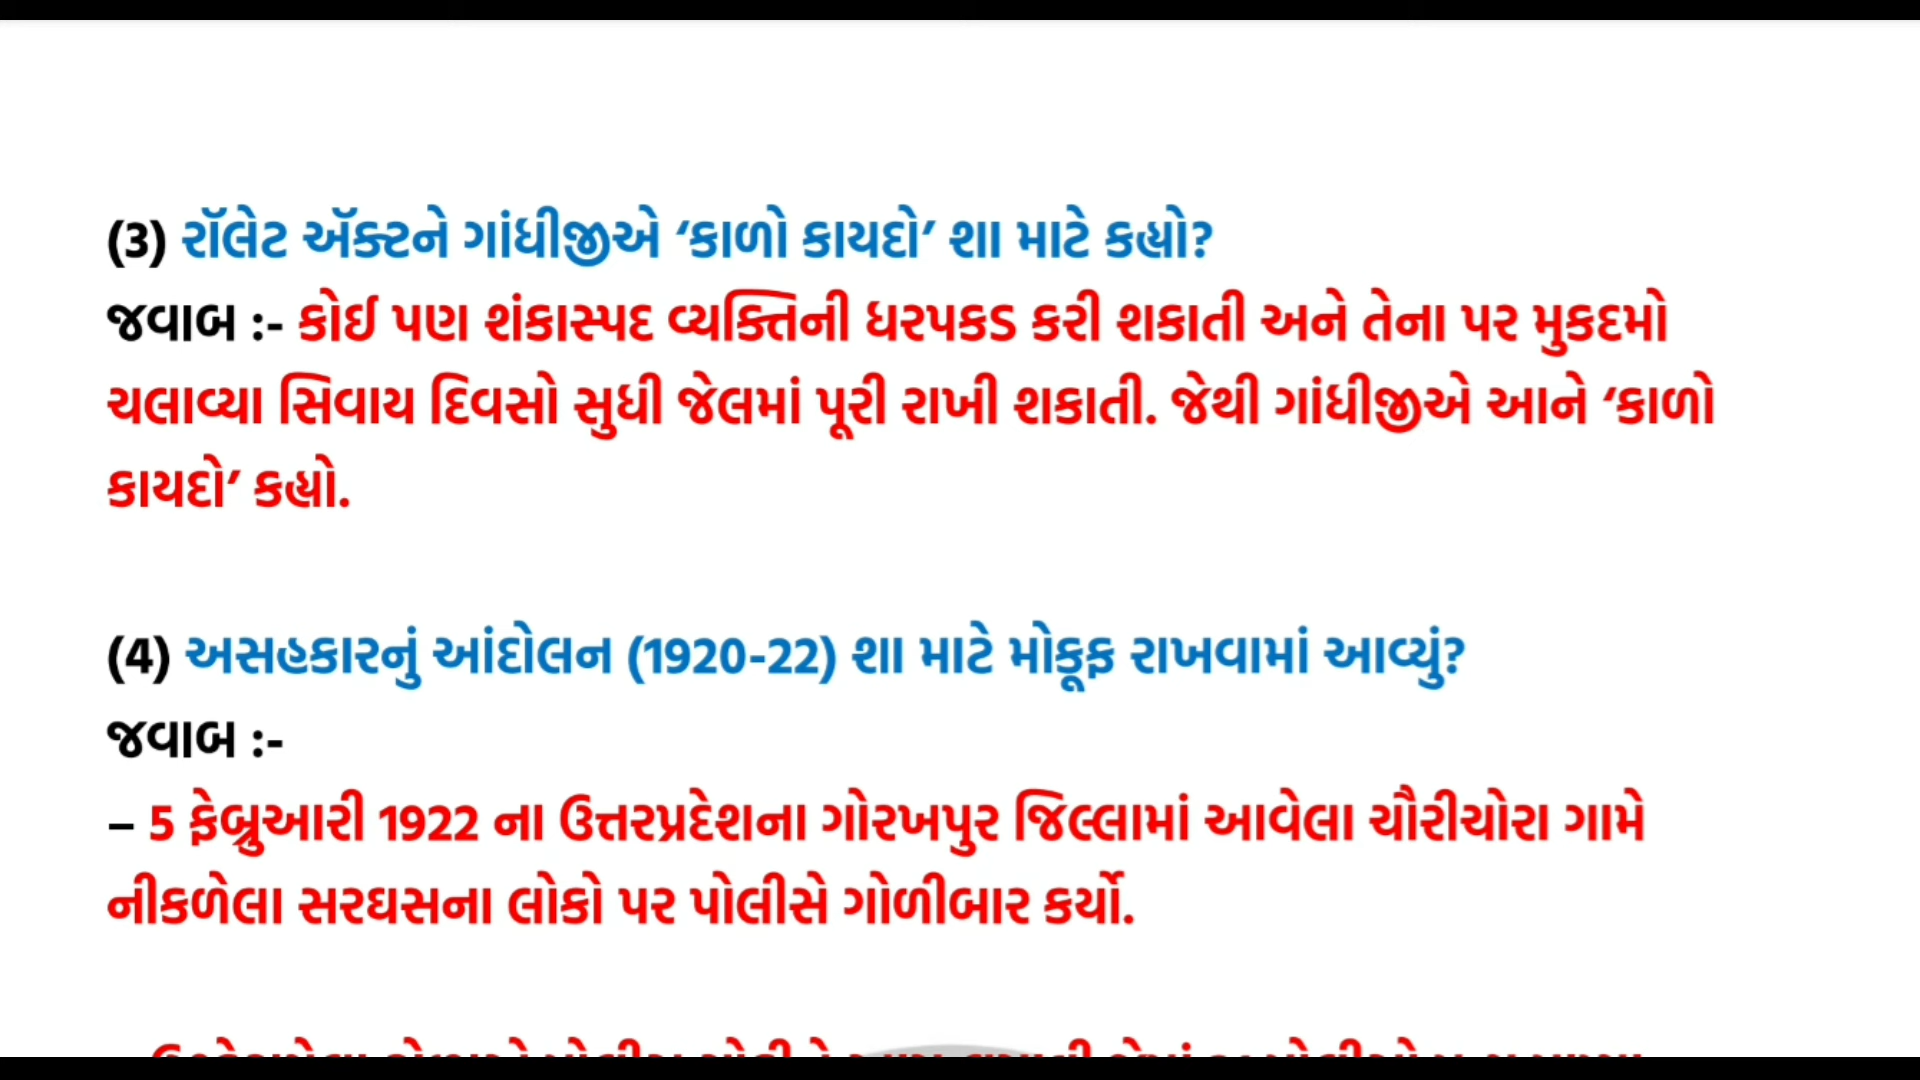 (3) રૉલેટ ઍક્ટને ગાંધીજીએ ‘કાળો કાયદો’ શા માટે કહ્યો?
જવાબ :- કોઈ પણ શંકાસ્પદ વ્યક્તિની ધરપકડ કરી શકાતી અને તેના પર મુકદમો
ચલાવ્યા સિવાય દિવસો સુધી જેલમાં પૂરી રાખી શકાતી. જેથી ગાંધીજીએ આને ‘કાળો
કાયદો’ કહ્યો.
(4) અસહકારનું આંદોલન (1920-22) શા માટે મોકૂફ રાખવામાં આવ્યું?
જવાબ :-
– 5 ફેબ્રુઆરી 1922 ના ઉત્તરપ્રદેશના ગોરખપુર જિલ્લામાં આવેલા ચૌરીચોરા ગામે
નીકળેલા સરઘસના લોકો પર પોલીસે ગોળીબાર કર્યો.